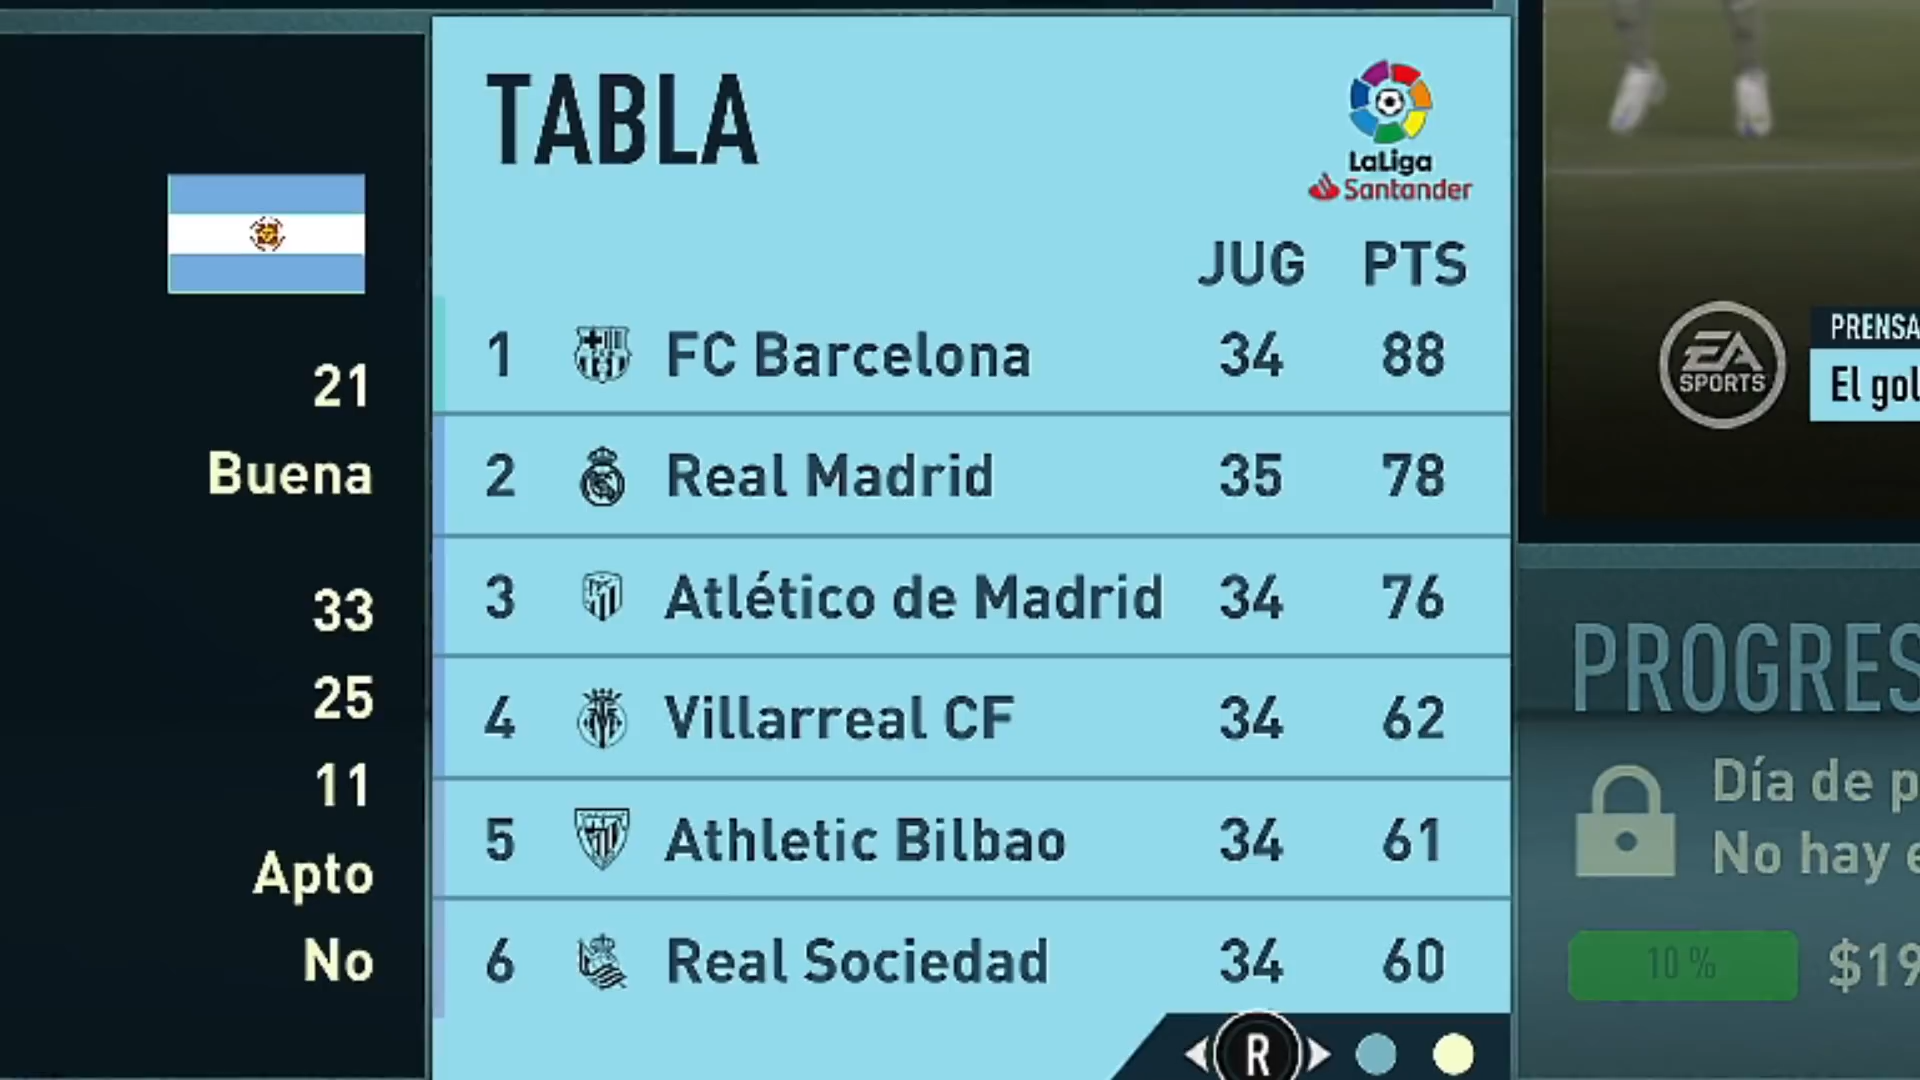 21
Buena
33
25
11
Apto
No
TABLA
LaLiga
Santander
JUG PTS
1 FC Barcelona 34 88
2 Real Madrid 35 78
3 Atlético de Madrid 34 76
4 Villarreal CF 34 62
5 Athletic Bilbao 34 61
6 Real Sociedad 34 60
R
EA
SPORTS
PRENSA
El gol
PROGRES
Día de p
No hay e
10 % $19